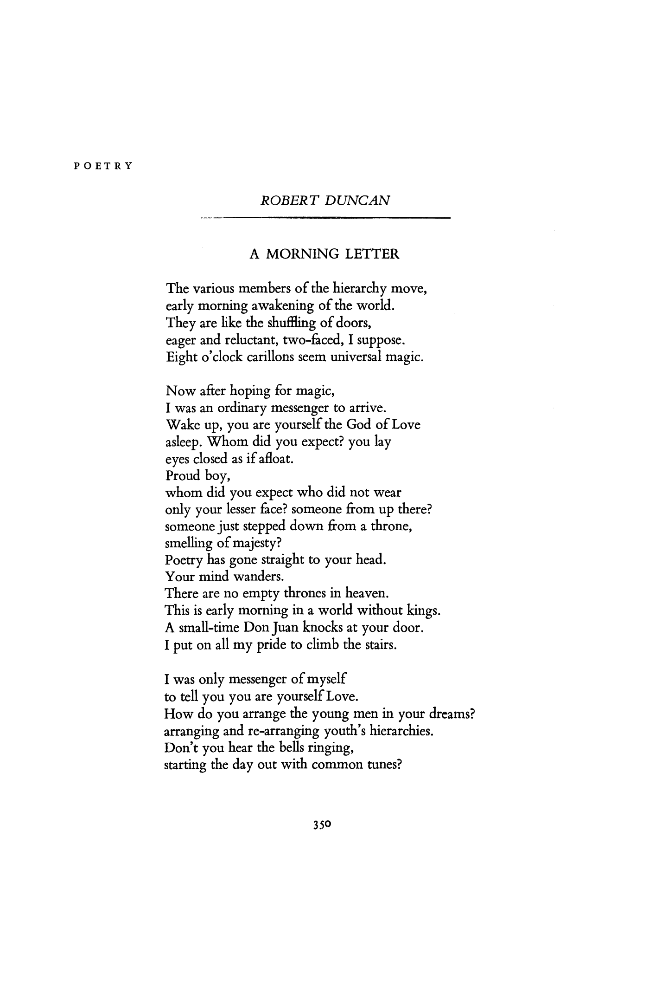 POETRY
ROBERT DUNCAN
A MORNING LETTER
The various members of the hierarchy move,
early morning awakening of the world.
They are like the shuffling of doors,
eager and reluctant, two-faced, I suppose.
Eight o'clock carillons seem universal magic.
Now after hoping for magic,
I was an ordinary messenger to arrive.
Wake up, you are yourself the God of Love
asleep. Whom did you expect? you lay
eyes closed as if afloat.
Proud boy,
whom did you expect who did not wear
only your lesser face? someone from up there?
someone just stepped down from a throne,
smelling of majesty?
Poetry has gone straight to your head.
Your mind wanders.
There are no empty thrones in heaven.
This is early morning in a world without kings.
A small-time Don Juan knocks at your door.
I put on all my pride to climb the stairs.
I was only messenger of myself
to tell you you are yourself Love.
How do you arrange the young men in your dreams?
arranging and re-arranging youth's hierarchies.
Don't you hear the bells ringing,
starting the day out with common tunes?
350